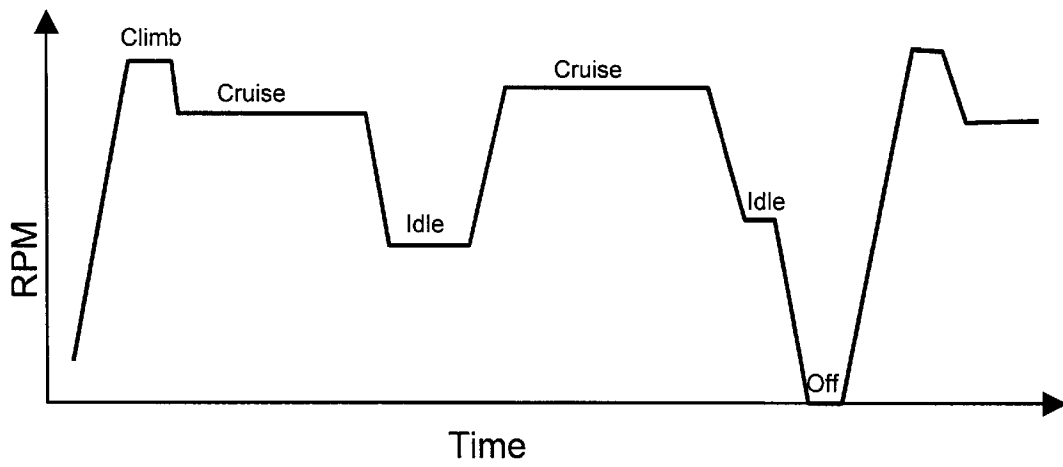 Climb
Cruise
Cruise
Idle
Idle
Off
RPM
Time